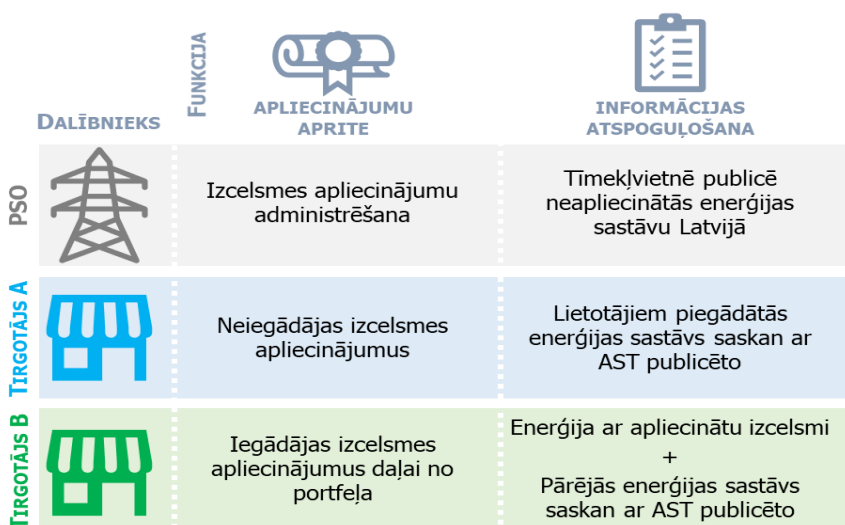 DALĪBNIEKS
FUNKCIJA
APLIECINĀJUMU
APRITE
INFORMĀCIJAS
ATSPOGUĻOŠANA
PSO
Izcelsmes apliecinājumu
administrēšana
Tīmekļvietnē publicē
neapliecinātās enerģijas
sastāvu Latvijā
TIRGOTĀJS A
Neiegādājas izcelsmes
apliecinājumus
Lietotājiem piegādātās
enerģijas sastāvs saskan ar
AST publicēto
TIRGOTĀJS B
Iegādājas izcelsmes
apliecinājumus daļai no
portfeļa
Enerģija ar apliecinātu izcelsmi
+
Pārējās enerģijas sastāvs
saskan ar AST publicēto